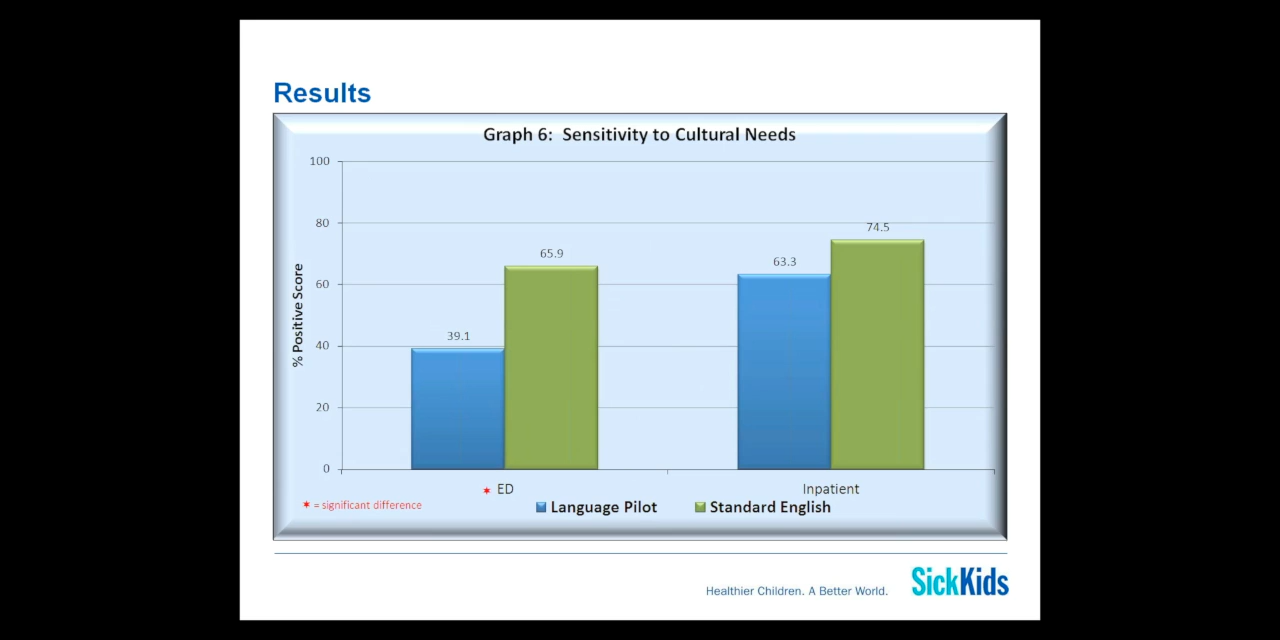 Results
Graph 6: Sensitivity to Cultural Needs
% Positive Score
100
80
60
40
20
0
39.1
65.9
63.3
74.5
* ED
Inpatient
* = significant difference
Language Pilot
Standard English
Healthier Children. A Better World.
SickKids